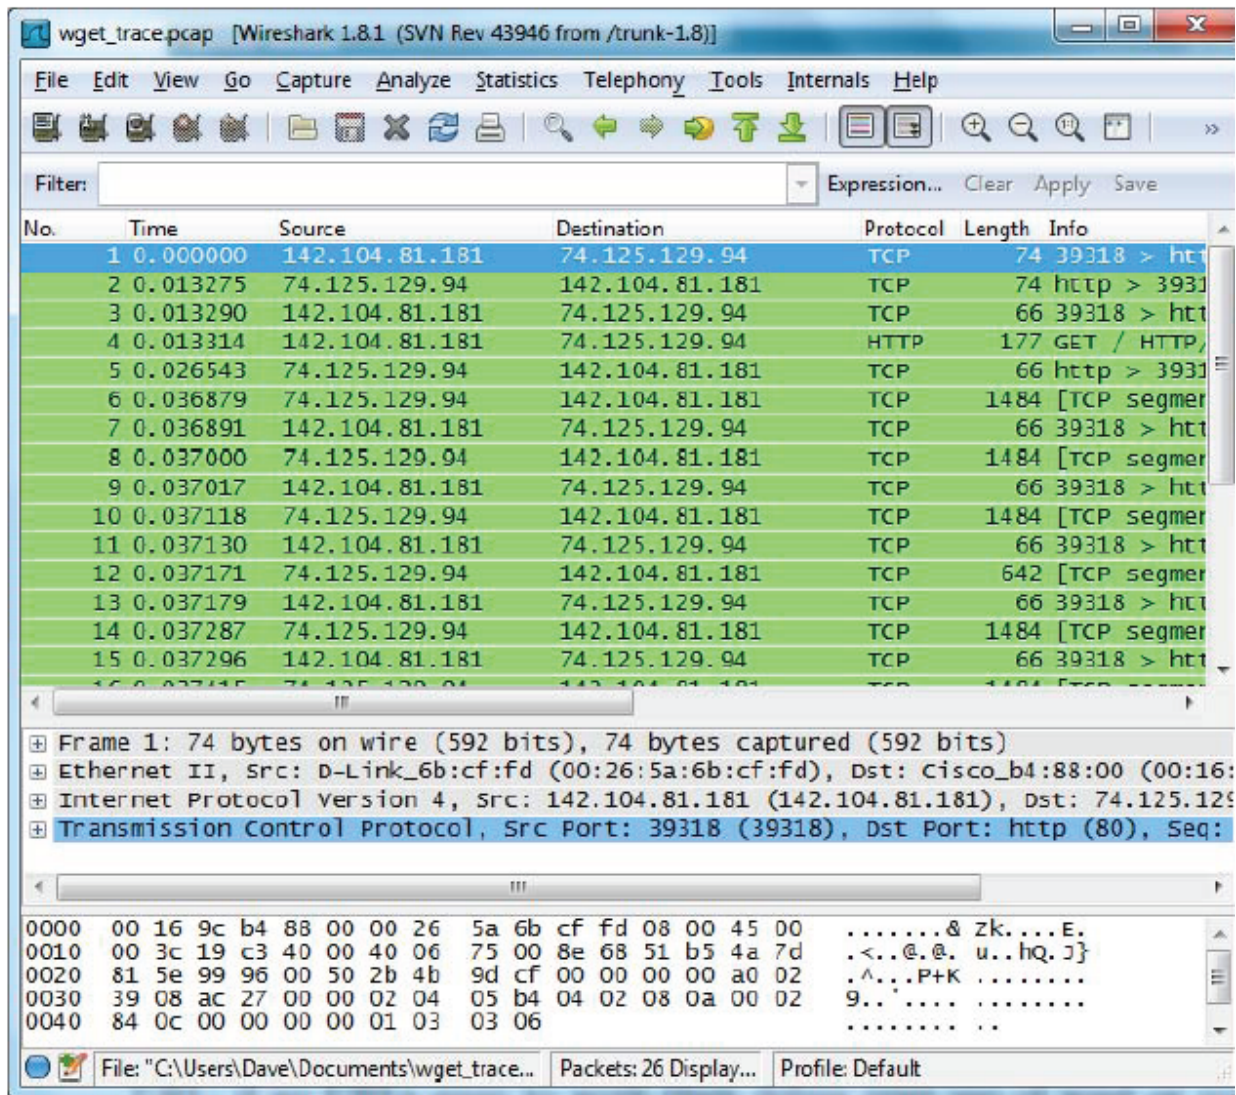 wget_trace.pcap [Wireshark 1.8.1 (SVN Rev 43946 from /trunk-1.8)]
File Edit View Go Capture Analyze Statistics Telephony Tools Internals Help
Filter: Expression... Clear Apply Save
No. Time Source Destination Protocol Length Info
1 0.000000 142.104.81.181 74.125.129.94 TCP 74 39318 > htt
2 0.013275 74.125.129.94 142.104.81.181 TCP 74 http > 3931
3 0.013290 142.104.81.181 74.125.129.94 TCP 66 39318 > htt
4 0.013314 142.104.81.181 74.125.129.94 HTTP 177 GET / HTTP/
5 0.026543 74.125.129.94 142.104.81.181 TCP 66 http > 3931
6 0.036879 74.125.129.94 142.104.81.181 TCP 1484 [TCP segmer
7 0.036891 142.104.81.181 74.125.129.94 TCP 66 39318 > htt
8 0.037000 74.125.129.94 142.104.81.181 TCP 1484 [TCP segmer
9 0.037017 142.104.81.181 74.125.129.94 TCP 66 39318 > htt
10 0.037118 74.125.129.94 142.104.81.181 TCP 1484 [TCP segmer
11 0.037130 142.104.81.181 74.125.129.94 TCP 66 39318 > htt
12 0.037171 74.125.129.94 142.104.81.181 TCP 642 [TCP segmer
13 0.037179 142.104.81.181 74.125.129.94 TCP 66 39318 > htt
14 0.037287 74.125.129.94 142.104.81.181 TCP 1484 [TCP segmer
15 0.037296 142.104.81.181 74.125.129.94 TCP 66 39318 > htt
Frame 1: 74 bytes on wire (592 bits), 74 bytes captured (592 bits)
Ethernet II, Src: D-Link_6b:cf:fd (00:26:5a:6b:cf:fd), Dst: Cisco_b4:88:00 (00:16:
Internet Protocol Version 4, Src: 142.104.81.181 (142.104.81.181), Dst: 74.125.129
Transmission Control Protocol, Src Port: 39318 (39318), Dst Port: http (80), Seq:
0000 00 16 9c b4 88 00 00 26 5a 6b cf fd 08 00 45 00 .......& Zk....E.
0010 00 3c 19 c3 40 00 40 06 75 00 8e 68 51 b5 4a 7d .<..@.@. u..hQ.J}
0020 81 5e 99 96 00 50 2b 4b 9d cf 00 00 00 00 a0 02 .^...P+K ........
0030 39 08 ac 27 00 00 02 04 05 b4 04 02 08 0a 00 02 9..'.... ........
0040 84 0c 00 00 00 00 01 03 03 06 ........ ..
File: "C:\Users\Dave\Documents\wget_trace... Packets: 26 Display... Profile: Default